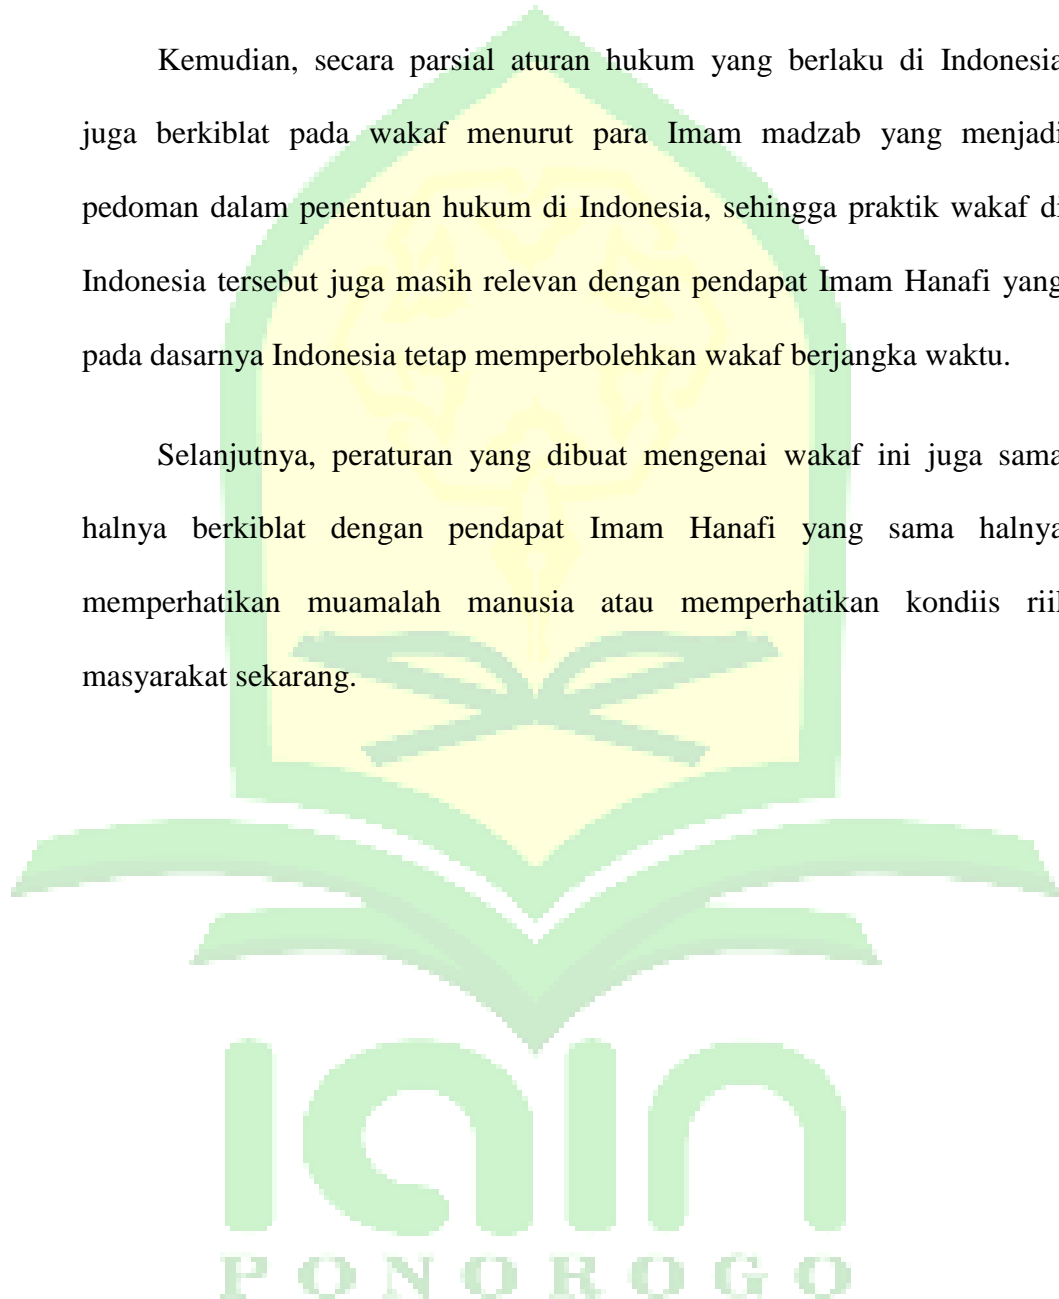 Kemudian, secara parsial aturan hukum yang berlaku di Indonesia
juga berkiblat pada wakaf menurut para Imam madzab yang menjadi
pedoman dalam penentuan hukum di Indonesia, sehingga praktik wakaf di
Indonesia tersebut juga masih relevan dengan pendapat Imam Hanafi yang
pada dasarnya Indonesia tetap memperbolehkan wakaf berjangka waktu.
Selanjutnya, peraturan yang dibuat mengenai wakaf ini juga sama
halnya berkiblat dengan pendapat Imam Hanafi yang sama halnya
memperhatikan muamalah manusia atau memperhatikan kondiis riil
masyarakat sekarang.
iain
PONOROGO